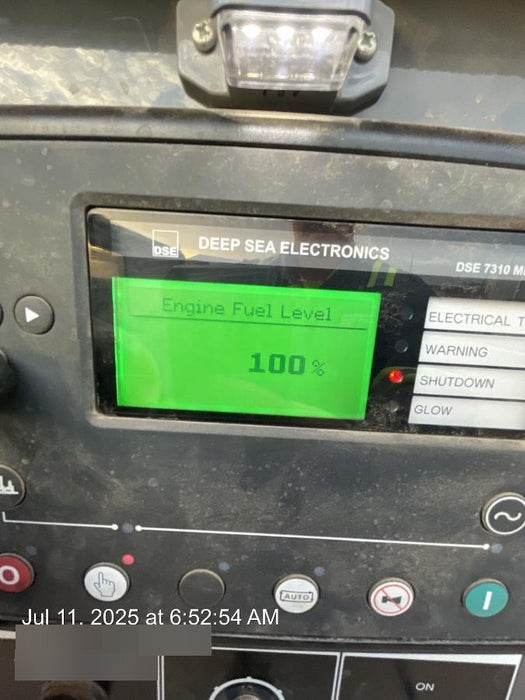 DSE
DEEP SEA ELECTRONICS
DSE 7310
Engine Fuel Level
100%
ELECTRICAL T
WARNING
SHUTDOWN
GLOW
AUTO
Jul 11, 2025 at 6:52:54 AM
ON